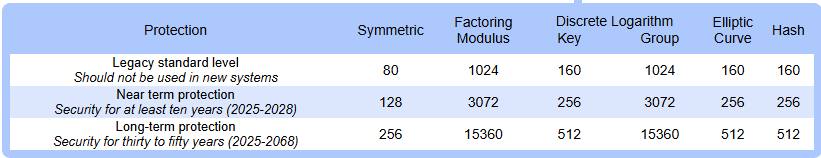 Protection Symmetric Factoring Modulus Discrete Logarithm Key Group Elliptic Curve Hash
Legacy standard level
Should not be used in new systems 80 1024 160 1024 160 160
Near term protection
Security for at least ten years (2025-2028) 128 3072 256 3072 256 256
Long-term protection
Security for thirty to fifty years (2025-2068) 256 15360 512 15360 512 512